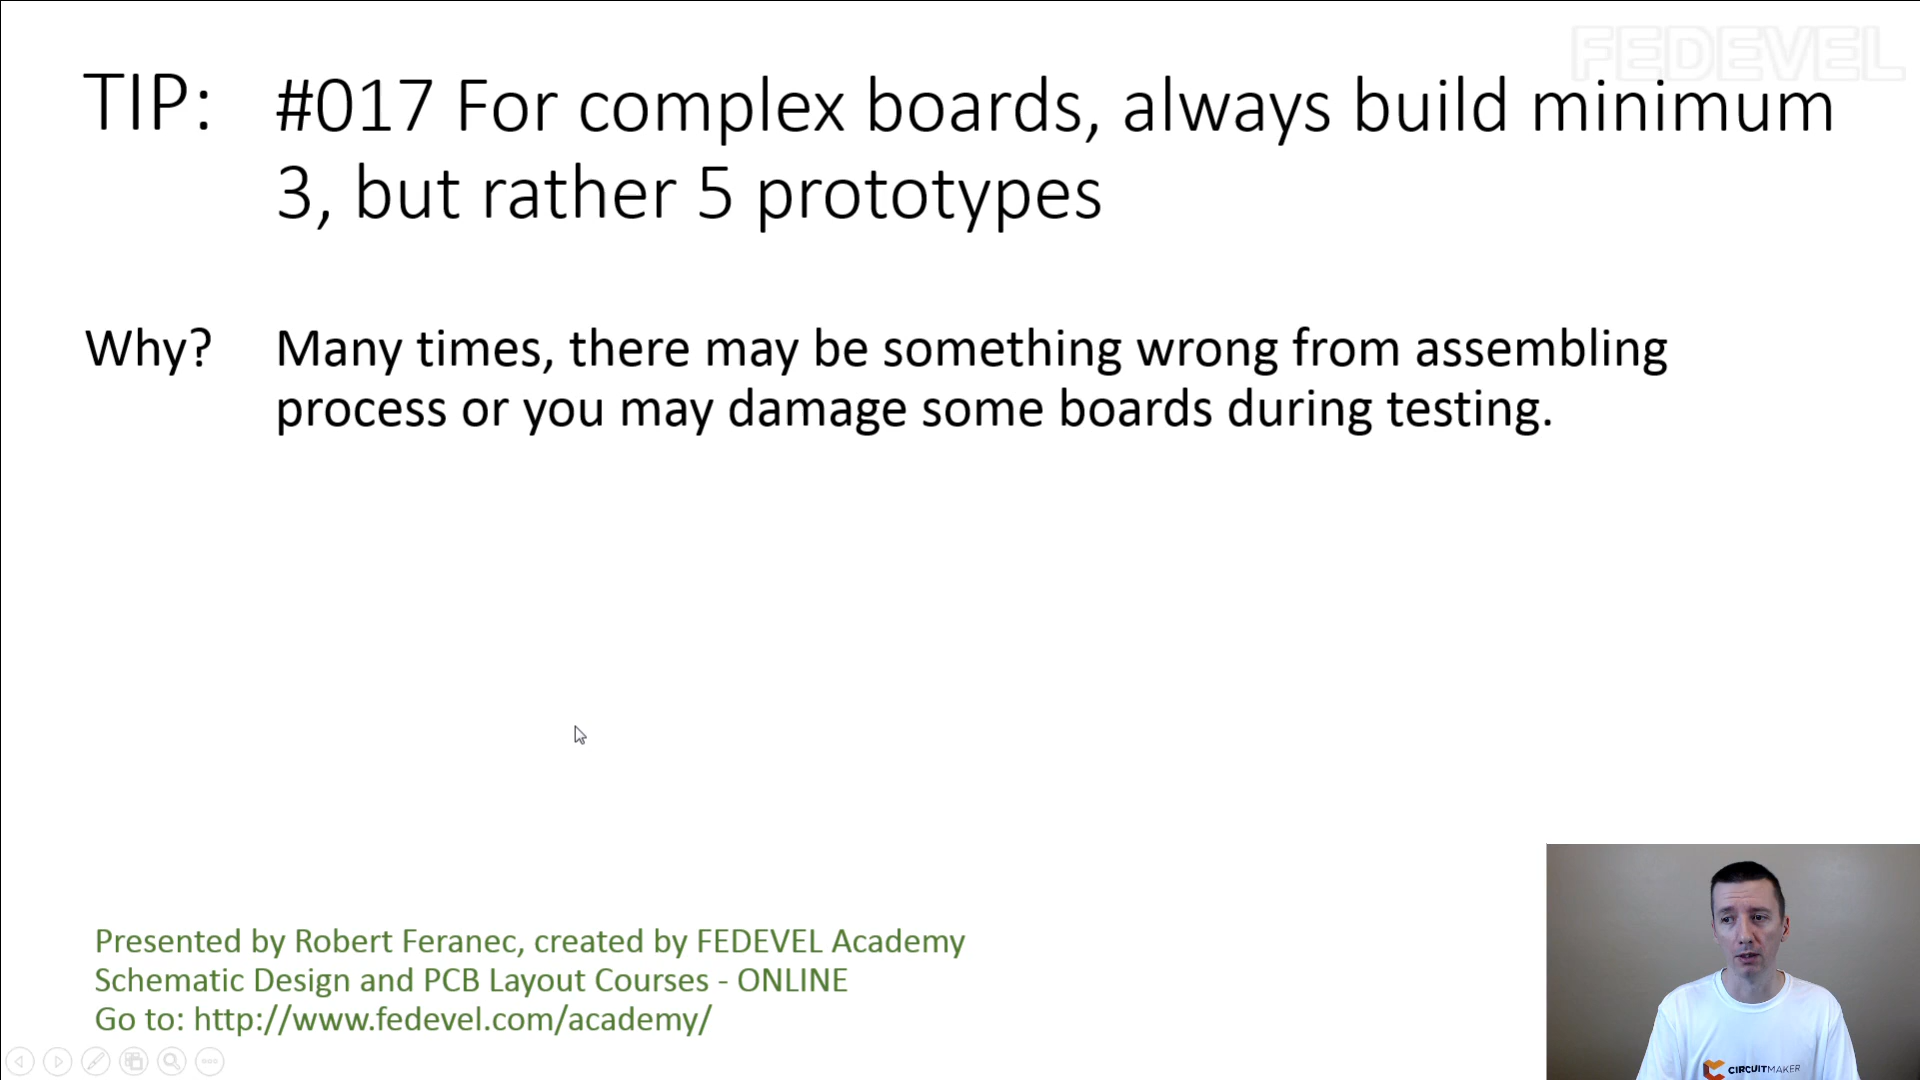 FEDEVEL
TIP: #017 For complex boards, always build minimum
3, but rather 5 prototypes
Why? Many times, there may be something wrong from assembling
process or you may damage some boards during testing.
Presented by Robert Feranec, created by FEDEVEL Academy
Schematic Design and PCB Layout Courses - ONLINE
Go to: http://www.fedevel.com/academy/
CIRCUITMAKER